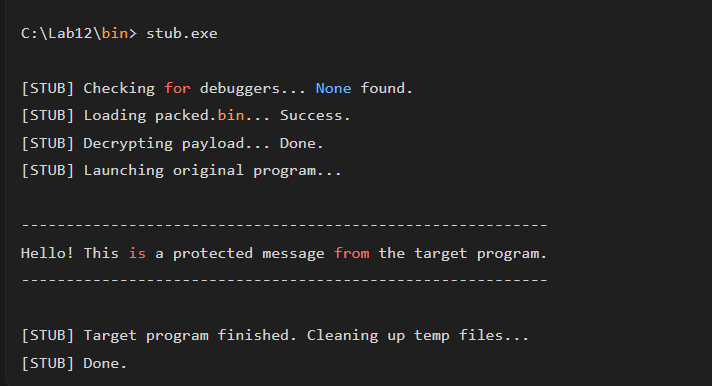 C:\Lab12\bin> stub.exe
[STUB] Checking for debuggers... None found.
[STUB] Loading packed.bin... Success.
[STUB] Decrypting payload... Done.
[STUB] Launching original program...
-----------------------------------------------------------
Hello! This is a protected message from the target program.
-----------------------------------------------------------
[STUB] Target program finished. Cleaning up temp files...
[STUB] Done.